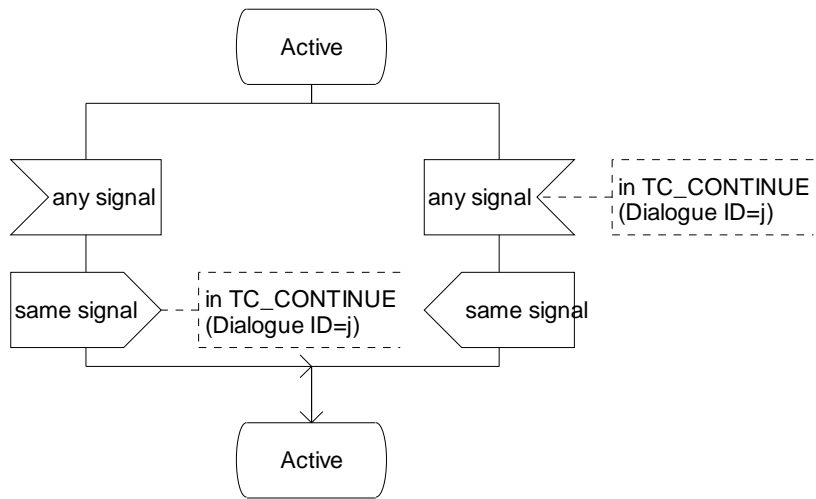 Active
any signal
any signal
in TC_CONTINUE
(Dialogue ID=j)
same signal
in TC_CONTINUE
(Dialogue ID=j)
same signal
Active